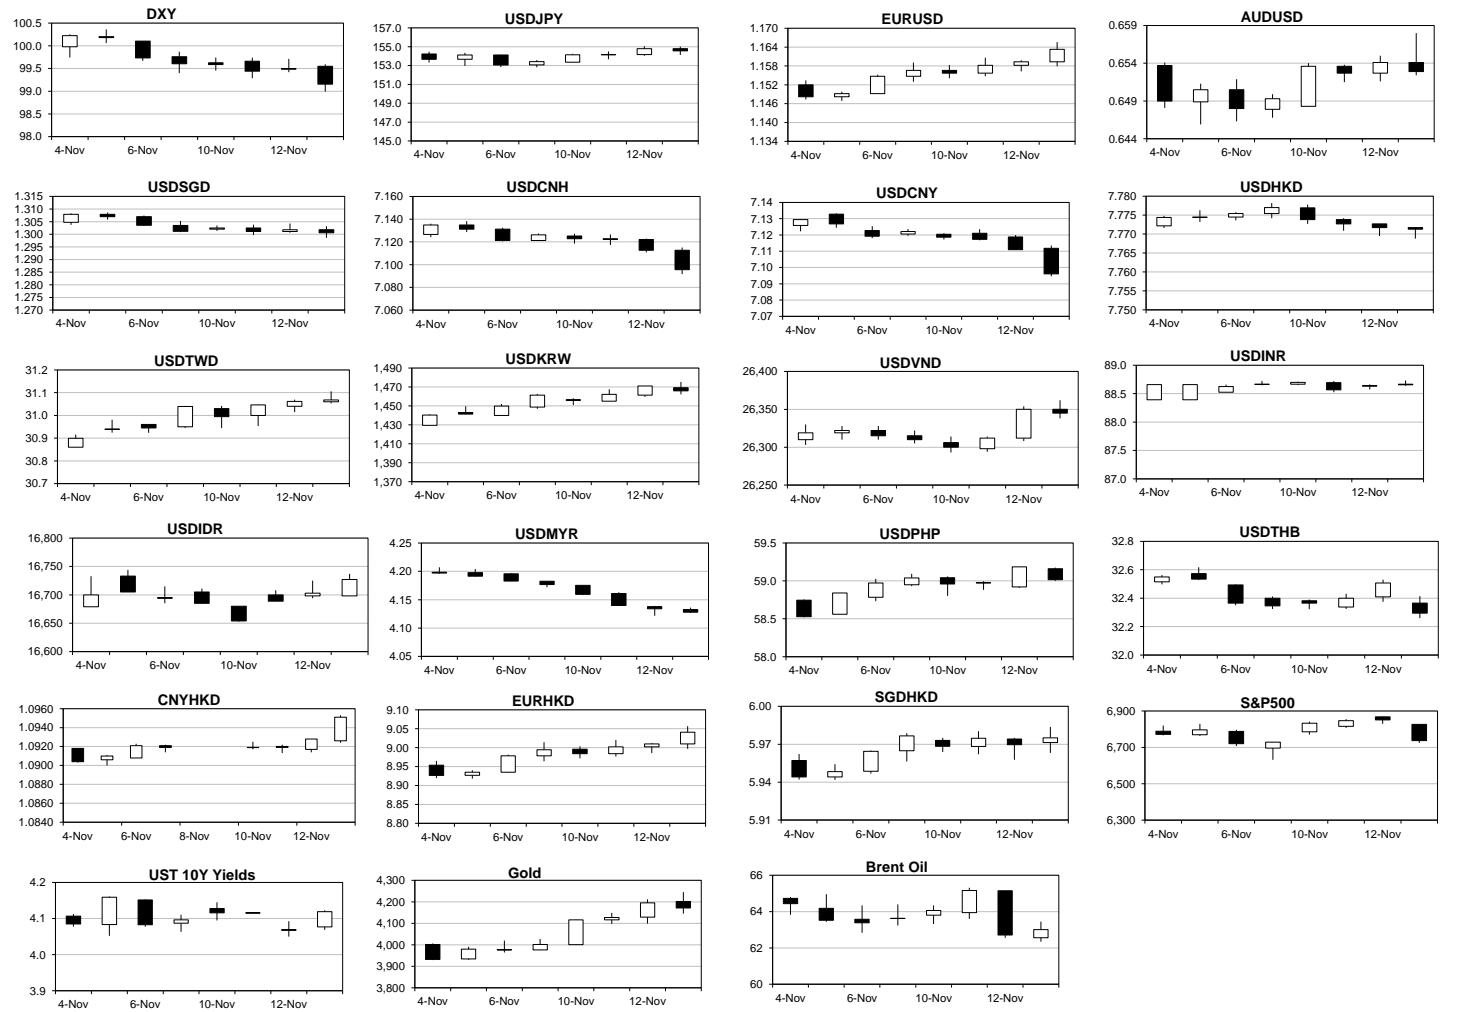 DXY
100.5
100.0
99.5
99.0
98.5
98.0
4-Nov 6-Nov 10-Nov 12-Nov
USDJPY
157.0
155.0
153.0
151.0
149.0
147.0
145.0
4-Nov 6-Nov 10-Nov 12-Nov
EURUSD
1.170
1.164
1.158
1.152
1.146
1.140
1.134
4-Nov 6-Nov 10-Nov 12-Nov
AUDUSD
0.659
0.654
0.649
0.644
4-Nov 6-Nov 10-Nov 12-Nov
USDSGD
1.315
1.310
1.305
1.300
1.295
1.290
1.285
1.280
1.275
1.270
4-Nov 6-Nov 10-Nov 12-Nov
USDCNH
7.160
7.140
7.120
7.100
7.080
7.060
4-Nov 6-Nov 10-Nov 12-Nov
USDCNY
7.14
7.13
7.12
7.11
7.10
7.09
7.08
7.07
4-Nov 6-Nov 10-Nov 12-Nov
USDHKD
7.780
7.775
7.770
7.765
7.760
7.755
7.750
4-Nov 6-Nov 10-Nov 12-Nov
USDTWD
31.2
31.1
31.0
30.9
30.8
30.7
4-Nov 6-Nov 10-Nov 12-Nov
USDKRW
1,490
1,470
1,450
1,430
1,410
1,390
1,370
4-Nov 6-Nov 10-Nov 12-Nov
USDVND
26,400
26,350
26,300
26,250
4-Nov 6-Nov 10-Nov 12-Nov
USDINR
89.0
88.5
88.0
87.5
87.0
4-Nov 6-Nov 10-Nov 12-Nov
USDIDR
16,800
16,750
16,700
16,650
16,600
4-Nov 6-Nov 10-Nov 12-Nov
USDMYR
4.25
4.20
4.15
4.10
4.05
4-Nov 6-Nov 10-Nov 12-Nov
USDPHP
59.5
59.0
58.5
58.0
4-Nov 6-Nov 10-Nov 12-Nov
USDTHB
32.8
32.6
32.4
32.2
32.0
4-Nov 6-Nov 10-Nov 12-Nov
CNYHKD
1.0960
1.0940
1.0920
1.0900
1.0880
1.0860
1.0840
4-Nov 6-Nov 8-Nov 10-Nov 12-Nov
EURHKD
9.10
9.05
9.00
8.95
8.90
8.85
8.80
4-Nov 6-Nov 10-Nov 12-Nov
SGDHKD
6.00
5.97
5.94
5.91
4-Nov 6-Nov 10-Nov 12-Nov
S&P500
6,900
6,700
6,500
6,300
4-Nov 6-Nov 10-Nov 12-Nov
UST 10Y Yields
4.2
4.1
4.0
3.9
4-Nov 6-Nov 10-Nov 12-Nov
Gold
4,300
4,200
4,100
4,000
3,900
3,800
4-Nov 6-Nov 10-Nov 12-Nov
Brent Oil
66
64
62
60
4-Nov 6-Nov 10-Nov 12-Nov